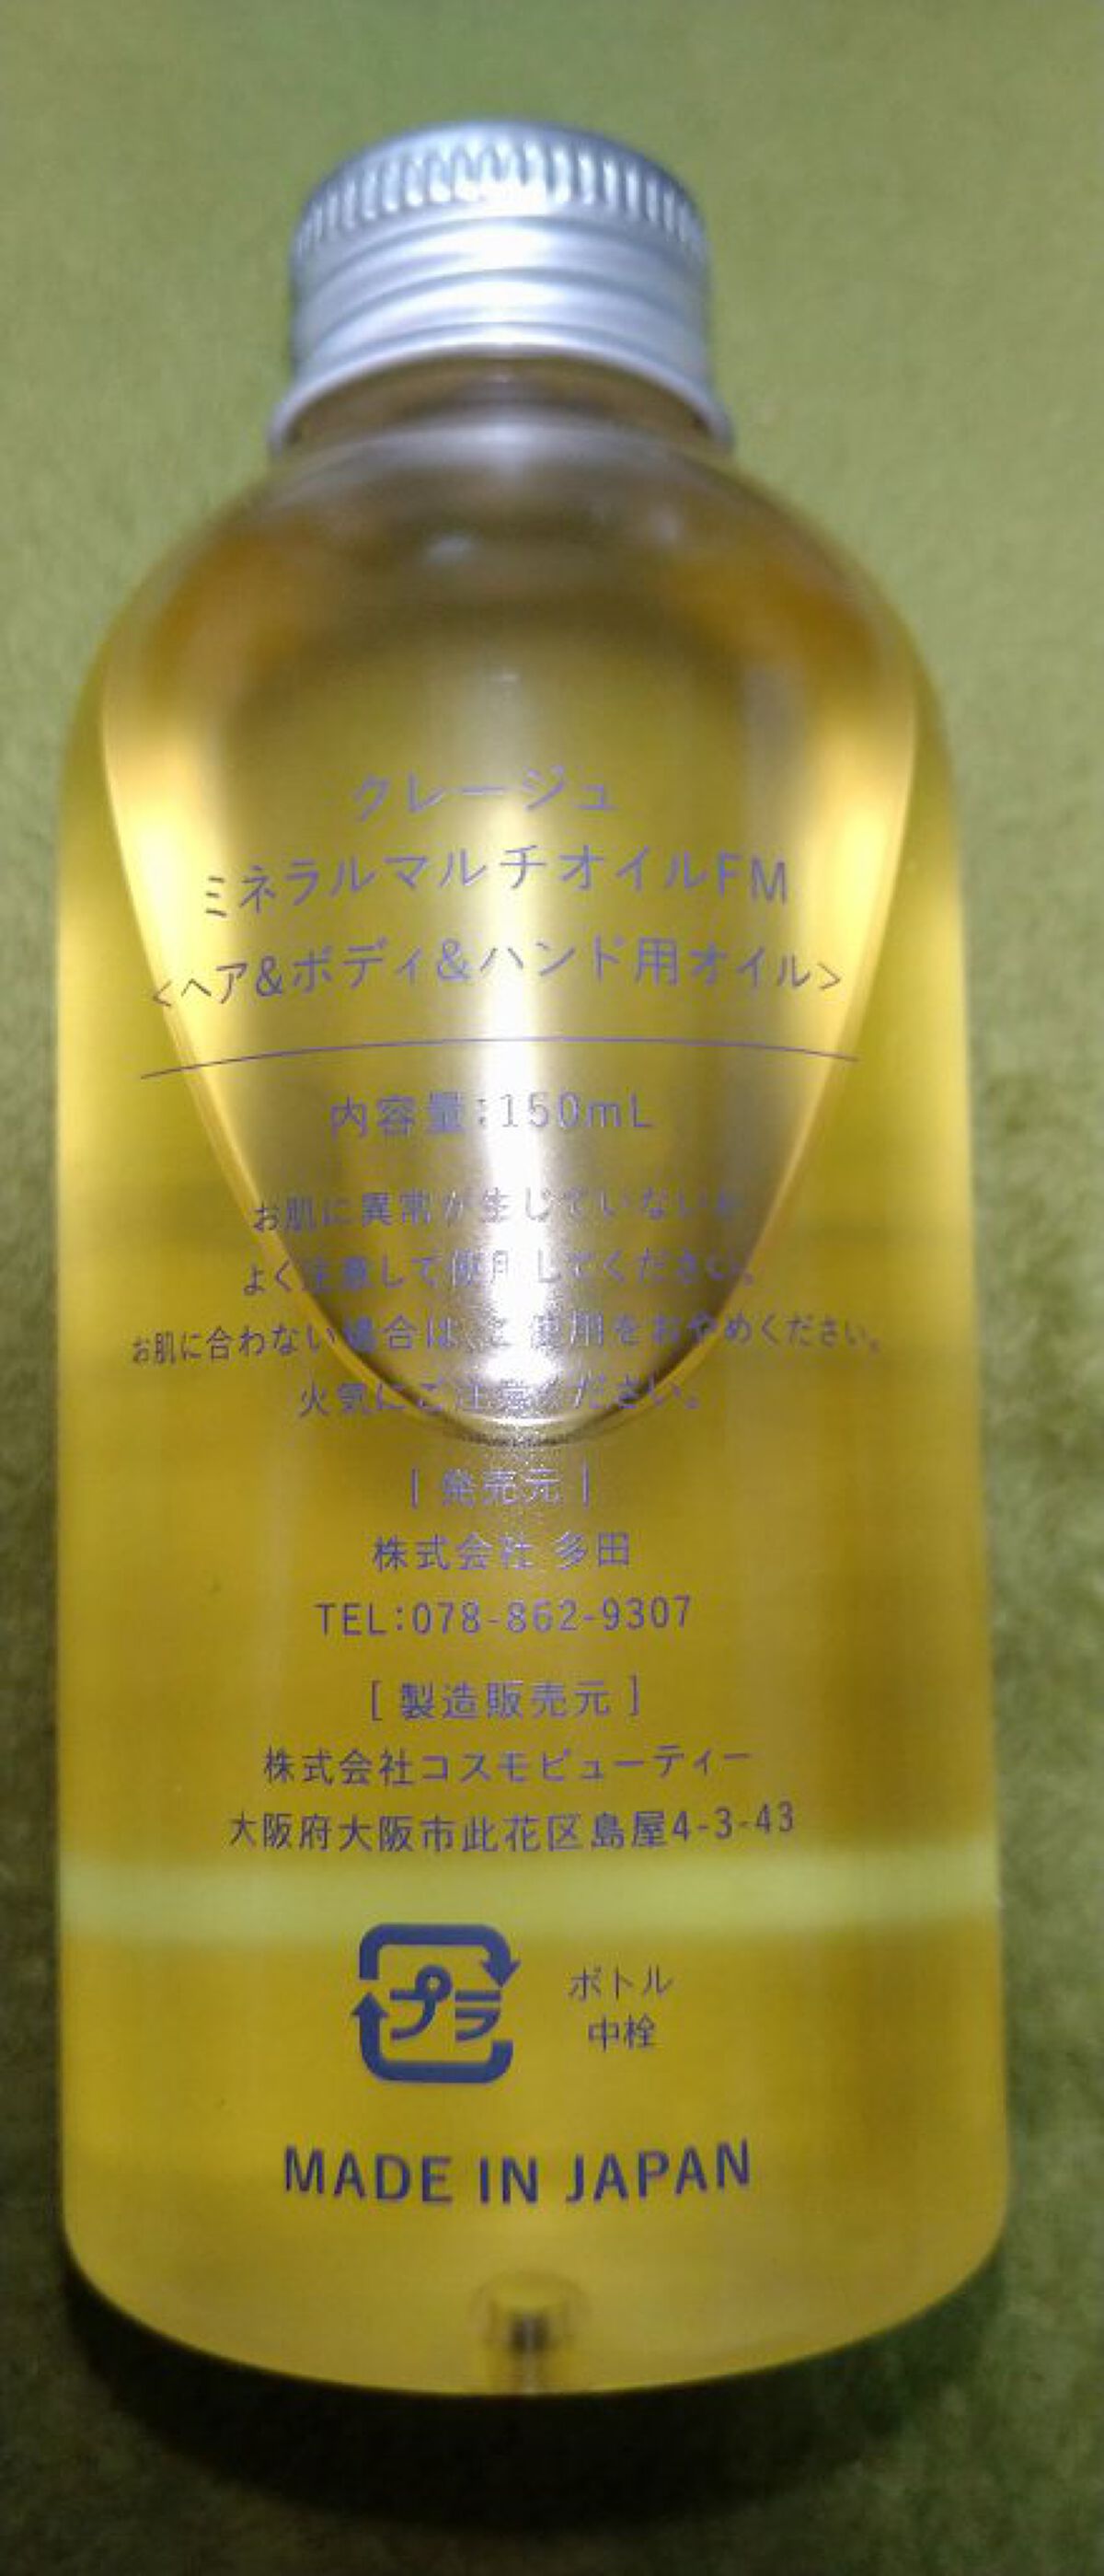 クレージュ
ミネラルマルチオイルFM
<ヘア&ボディ&ハンド用オイル>
内容量:150mL
お肌に異常が生じていないか
よく注意して使用してください。
お肌に合わない場合は、ご使用をおやめください。
火気にご注意ください。
[ 発売元 ]
株式会社 多田
TEL:078-862-9307
[ 製造販売元 ]
株式会社コスモビューティー
大阪府大阪市此花区島屋4-3-43
プラ
ボトル
中栓
MADE IN JAPAN